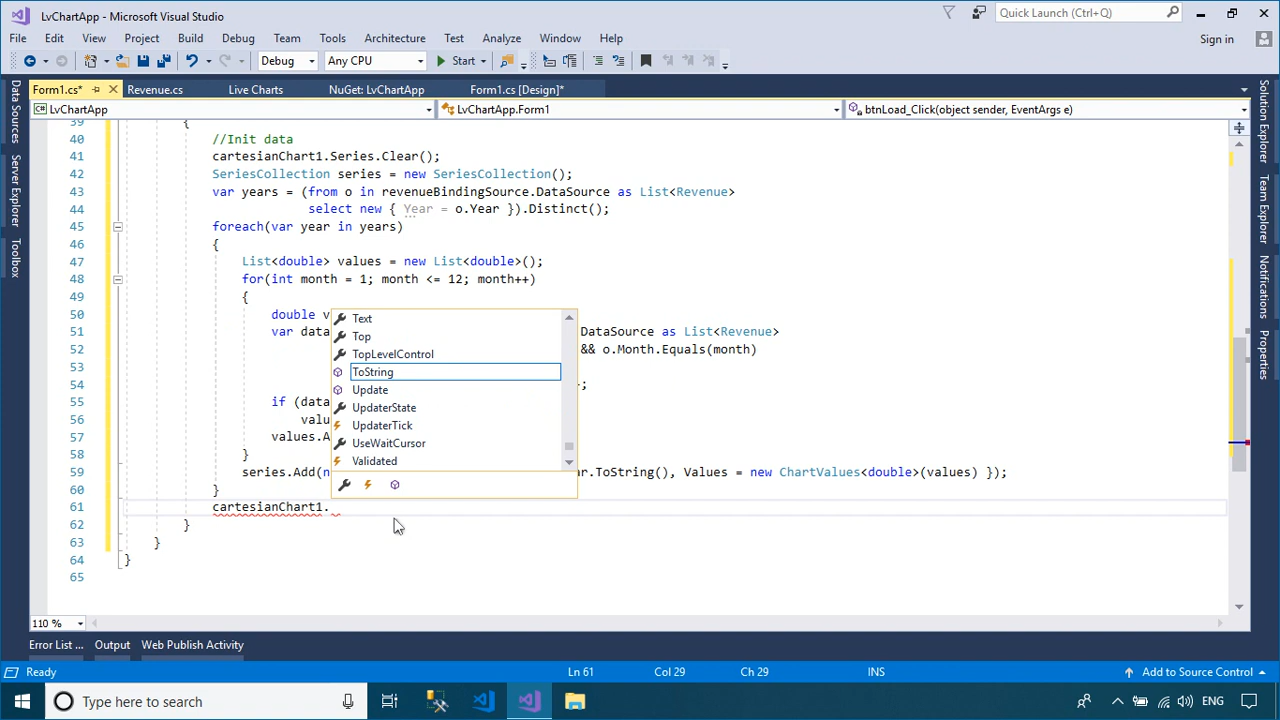 LvChartApp - Microsoft Visual Studio
Quick Launch (Ctrl+Q)
File Edit View Project Build Debug Team Tools Architecture Test Analyze Window Help
Sign in
Debug Any CPU Start
Form1.cs* Revenue.cs Live Charts NuGet: LvChartApp Form1.cs [Design]*
LvChartApp LvChartApp.Form1 btnLoad_Click(object sender, EventArgs e)
Data Sources
Server Explorer
Toolbox
39 {
40 //Init data
41 cartesianChart1.Series.Clear();
42 SeriesCollection series = new SeriesCollection();
43 var years = (from o in revenueBindingSource.DataSource as List<Revenue>
44 select new { Year = o.Year }).Distinct();
45 foreach(var year in years)
46 {
47 List<double> values = new List<double>();
48 for(int month = 1; month <= 12; month++)
49 {
50 double v
51 var data DataSource as List<Revenue>
52 && o.Month.Equals(month)
53
54 };
55 if (data
56 valu
57 values.A
58 }
59 series.Add(n r.ToString(), Values = new ChartValues<double>(values) });
60 }
61 cartesianChart1.
62 }
63 }
64 }
65
Text
Top
TopLevelControl
ToString
Update
UpdaterState
UpdaterTick
UseWaitCursor
Validated
Solution Explorer
Team Explorer
Notifications
Properties
110 %
Error List ... Output Web Publish Activity
Ready Ln 61 Col 29 Ch 29 INS Add to Source Control
Type here to search
ENG